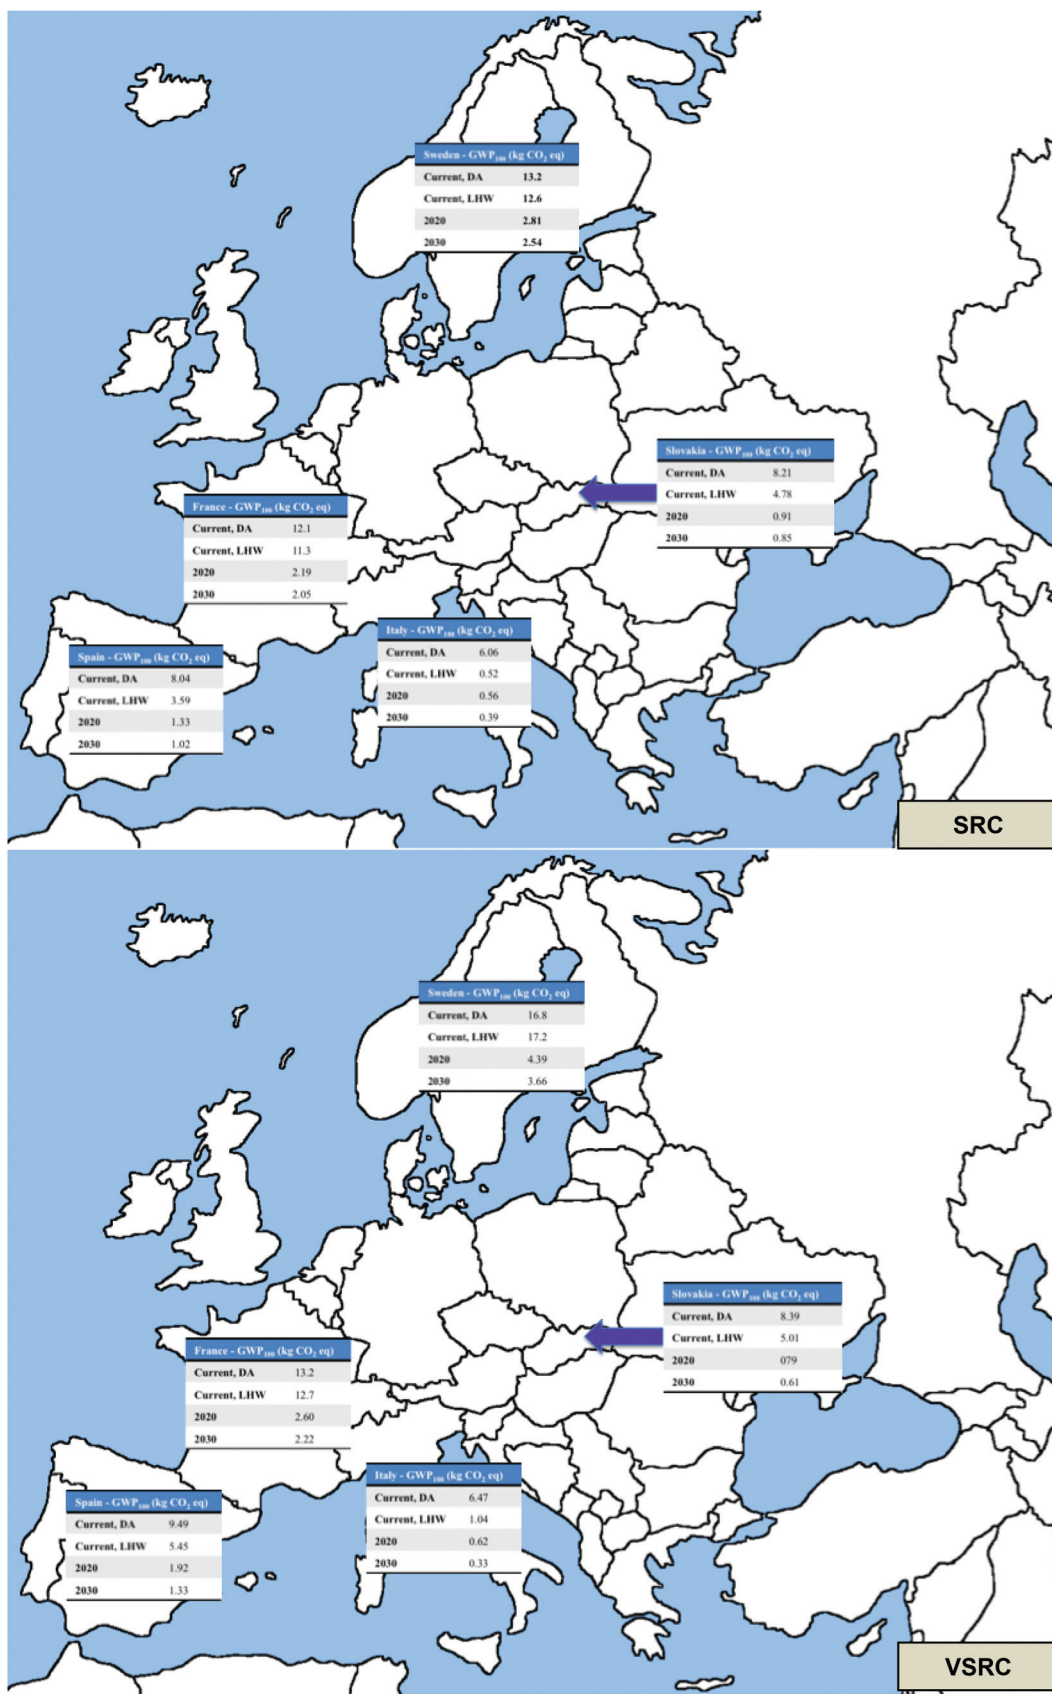 Sweden - GWP₁₀₀ (kg CO₂ eq)
Current, DA 13.2
Current, LHW 12.6
2020 2.81
2030 2.54
Slovakia - GWP₁₀₀ (kg CO₂ eq)
Current, DA 8.21
Current, LHW 4.78
2020 0.91
2030 0.85
France - GWP₁₀₀ (kg CO₂ eq)
Current, DA 12.1
Current, LHW 11.3
2020 2.19
2030 2.05
Italy - GWP₁₀₀ (kg CO₂ eq)
Current, DA 6.06
Current, LHW 0.52
2020 0.56
2030 0.39
Spain - GWP₁₀₀ (kg CO₂ eq)
Current, DA 8.04
Current, LHW 3.59
2020 1.33
2030 1.02
SRC
Sweden - GWP₁₀₀ (kg CO₂ eq)
Current, DA 16.8
Current, LHW 17.2
2020 4.39
2030 3.66
Slovakia - GWP₁₀₀ (kg CO₂ eq)
Current, DA 8.39
Current, LHW 5.01
2020 079
2030 0.61
France - GWP₁₀₀ (kg CO₂ eq)
Current, DA 13.2
Current, LHW 12.7
2020 2.60
2030 2.22
Italy - GWP₁₀₀ (kg CO₂ eq)
Current, DA 6.47
Current, LHW 1.04
2020 0.62
2030 0.33
Spain - GWP₁₀₀ (kg CO₂ eq)
Current, DA 9.49
Current, LHW 5.45
2020 1.92
2030 1.33
VSRC